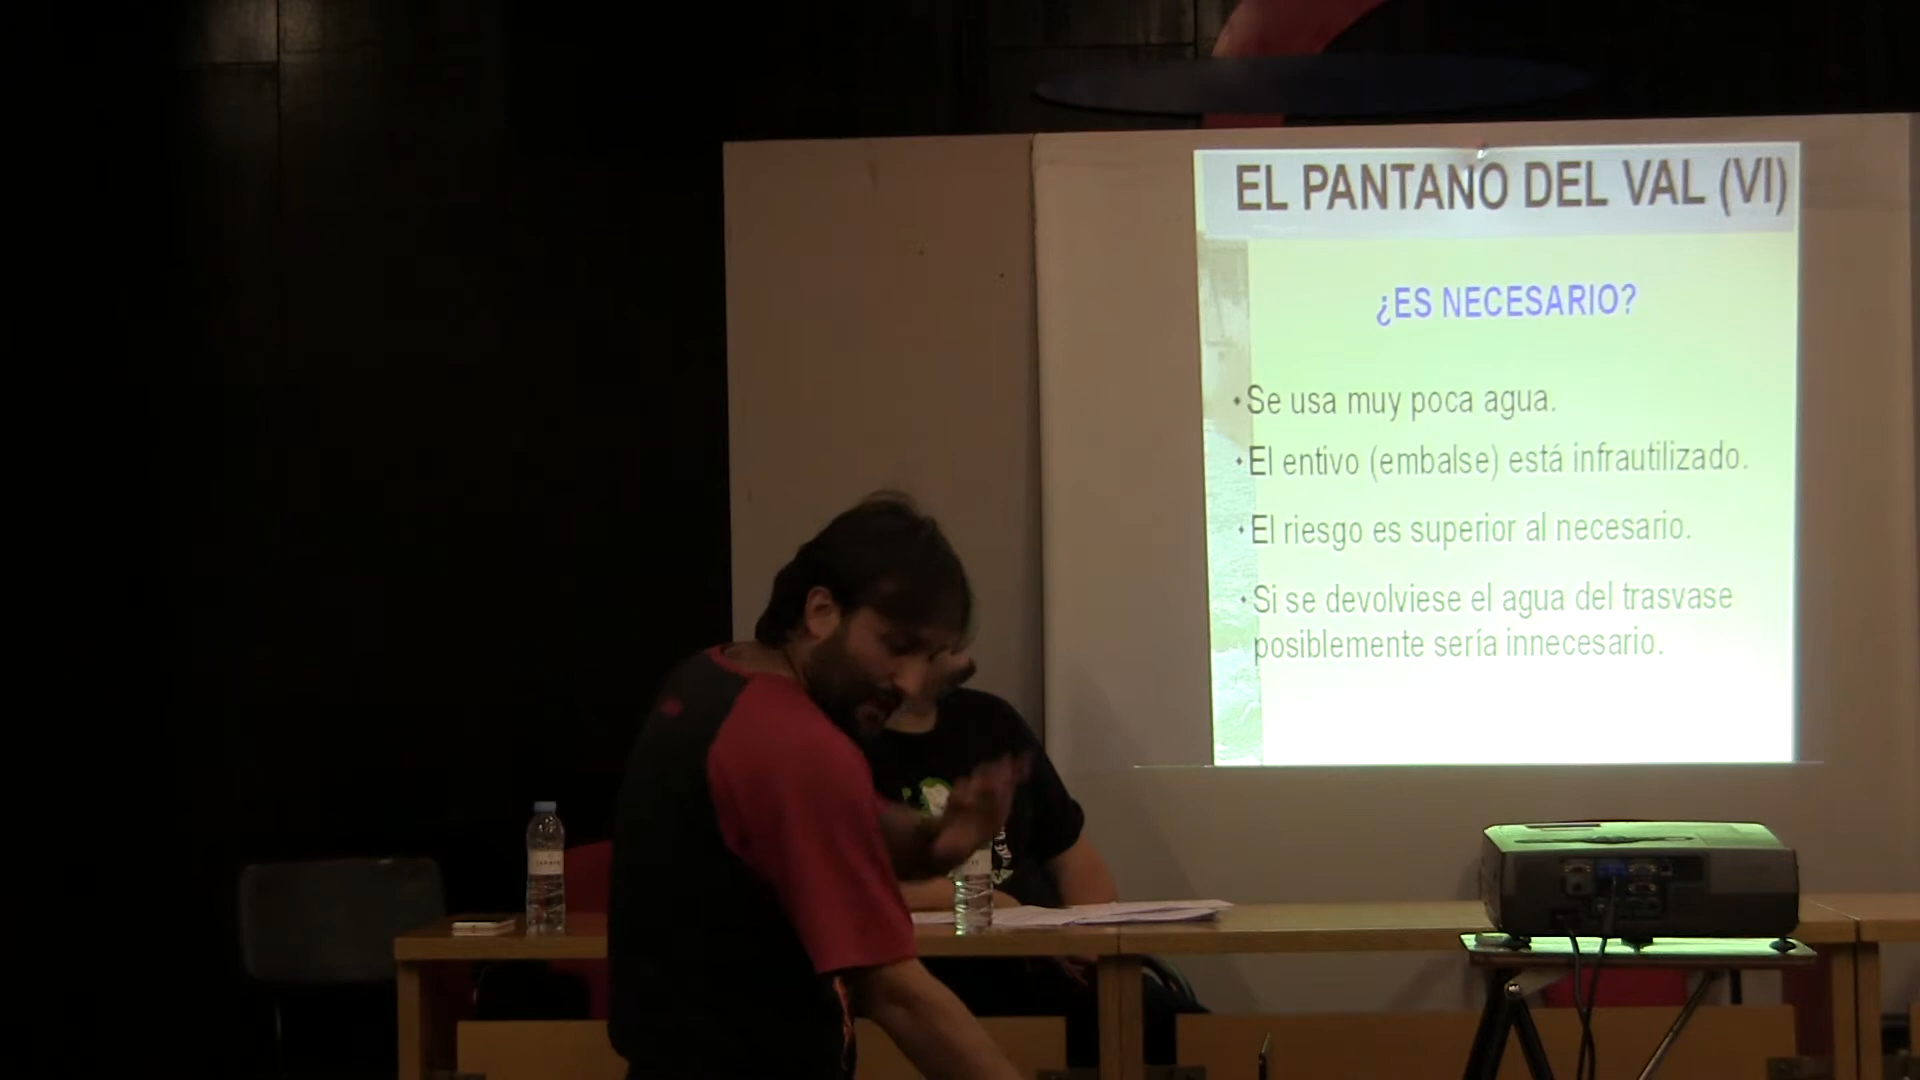 EL PANTANO DEL VAL (VI)
¿ES NECESARIO?
•Se usa muy poca agua.
•El entivo (embalse) está infrautilizado.
•El riesgo es superior al necesario.
•Si se devolviese el agua del trasvase
posiblemente sería innecesario.